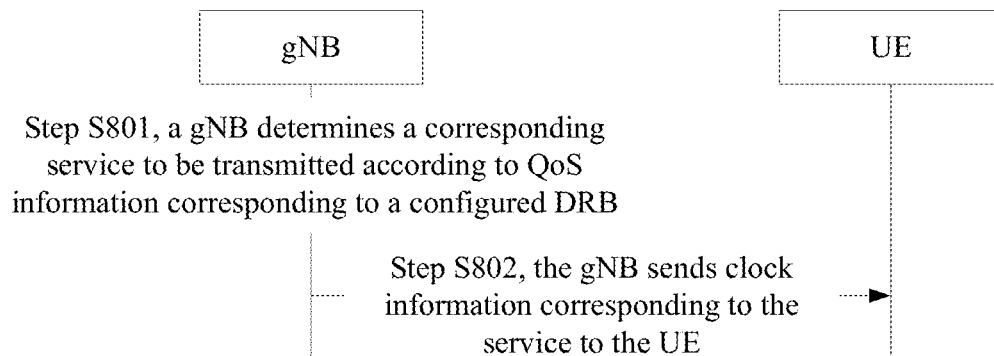 gNB
UE
Step S801, a gNB determines a corresponding
service to be transmitted according to QoS
information corresponding to a configured DRB
Step S802, the gNB sends clock
information corresponding to the
service to the UE